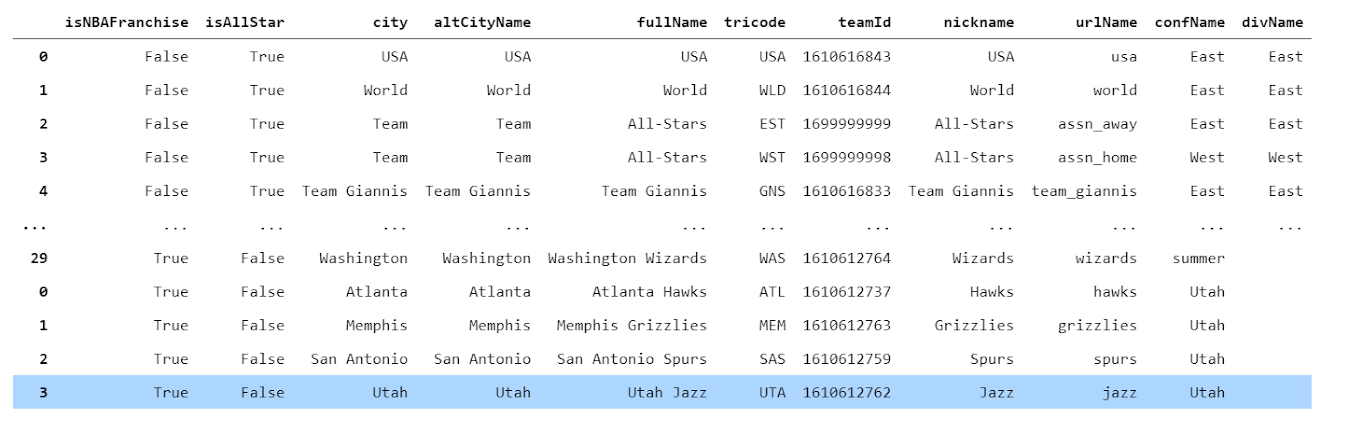 isNBAFranchise isAllStar city altCityName fullName tricode teamId nickname urlName confName divName
0 False True USA USA USA USA 1610616843 USA usa East East
1 False True World World World WLD 1610616844 World world East East
2 False True Team Team All-Stars EST 1699999999 All-Stars assn_away East East
3 False True Team Team All-Stars WST 1699999998 All-Stars assn_home West West
4 False True Team Giannis Team Giannis Team Giannis GNS 1610616833 Team Giannis team_giannis East East
... ... ... ... ... ... ... ... ... ... ... ...
29 True False Washington Washington Washington Wizards WAS 1610612764 Wizards wizards summer
0 True False Atlanta Atlanta Atlanta Hawks ATL 1610612737 Hawks hawks Utah
1 True False Memphis Memphis Memphis Grizzlies MEM 1610612763 Grizzlies grizzlies Utah
2 True False San Antonio San Antonio San Antonio Spurs SAS 1610612759 Spurs spurs Utah
3 True False Utah Utah Utah Jazz UTA 1610612762 Jazz jazz Utah